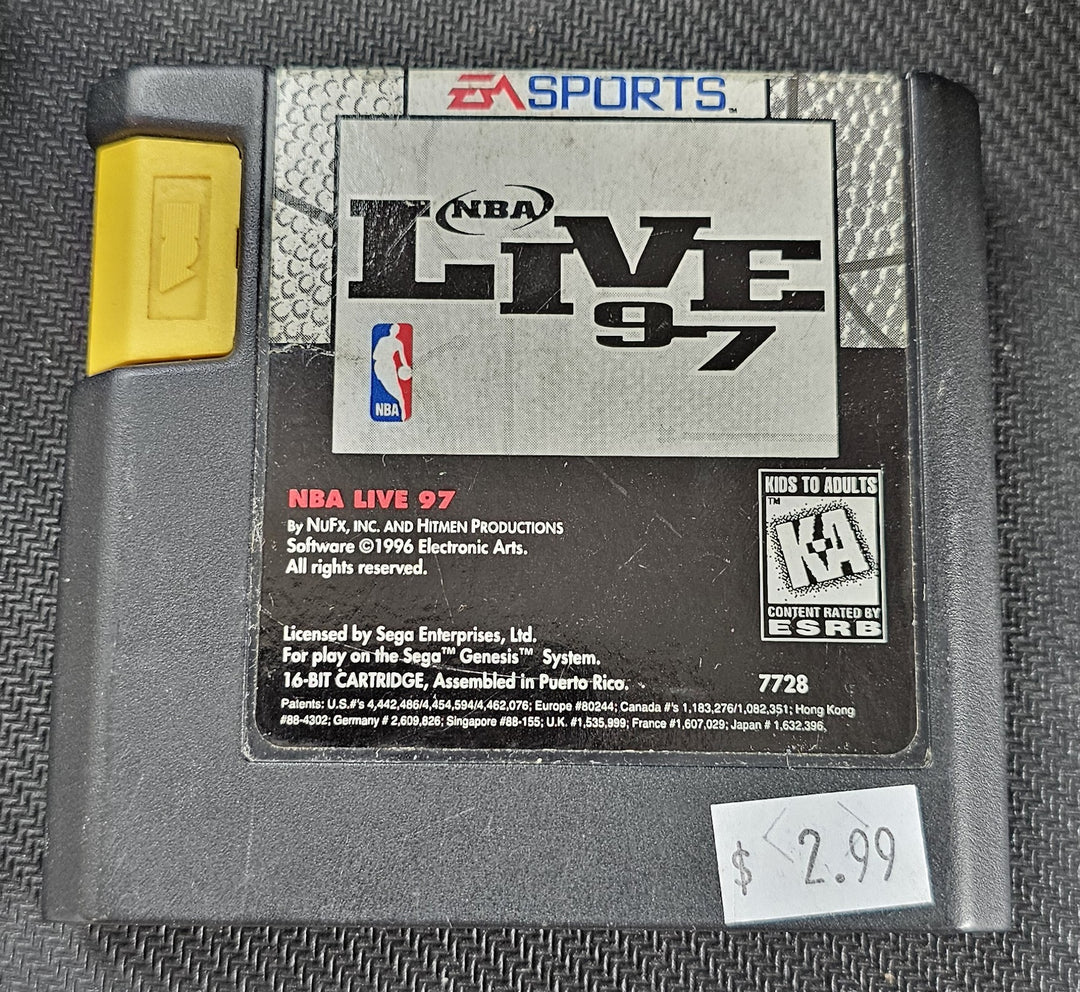 EA SPORTS™
NBA
LIVE
97
NBA
NBA LIVE 97
By NuFX, INC. AND HITMEN PRODUCTIONS
Software ©1996 Electronic Arts.
All rights reserved.
KIDS TO ADULTS
™
K-A
CONTENT RATED BY
ESRB
Licensed by Sega Enterprises, Ltd.
For play on the Sega™ Genesis™ System.
16-BIT CARTRIDGE, Assembled in Puerto Rico.
7728
Patents: U.S.#'s 4,442,486/4,454,594/4,462,076; Europe #80244; Canada #'s 1,183,276/1,082,351; Hong Kong
#88-4302; Germany # 2,609,826; Singapore #88-155; U.K. #1,535,999; France #1,607,029; Japan # 1,632,396.
$ 2.99